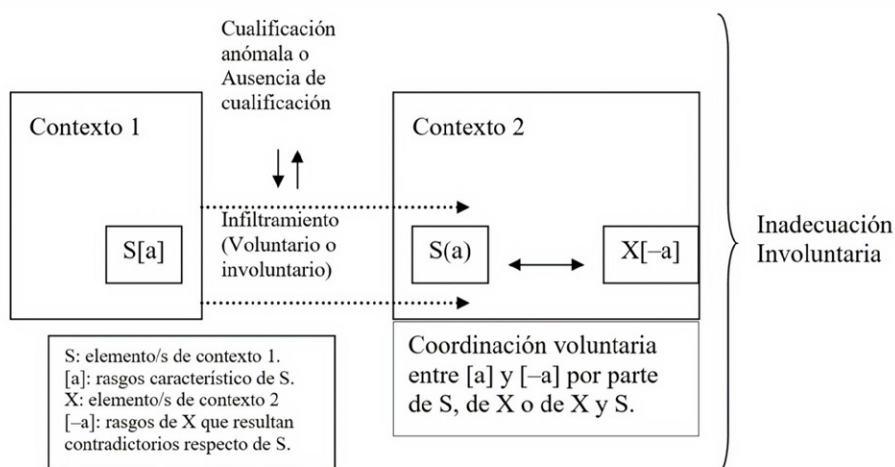 Cualificación
anómala o
Ausencia de
cualificación
Contexto 1
Contexto 2
Infiltramiento
(Voluntario o
involuntario)
S[a]
S(a)
X[–a]
Inadecuación
Involuntaria
S: elemento/s de contexto 1.
[a]: rasgos característico de S.
X: elemento/s de contexto 2
[–a]: rasgos de X que resultan
contradictorios respecto de S.
Coordinación voluntaria
entre [a] y [–a] por parte
de S, de X o de X y S.